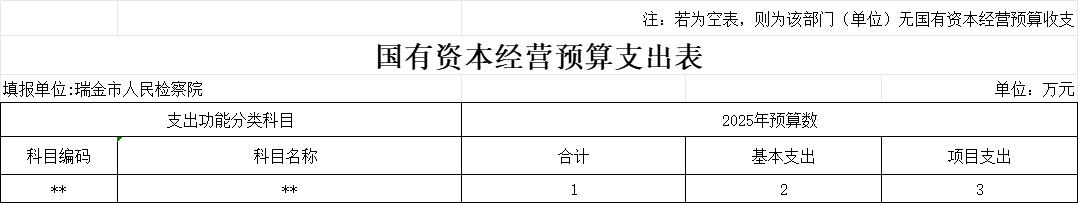 注：若为空表，则为该部门（单位）无国有资本经营预算收支
国有资本经营预算支出表
填报单位:瑞金市人民检察院 单位：万元
支出功能分类科目 2025年预算数
科目编码 科目名称 合计 基本支出 项目支出
** ** 1 2 3